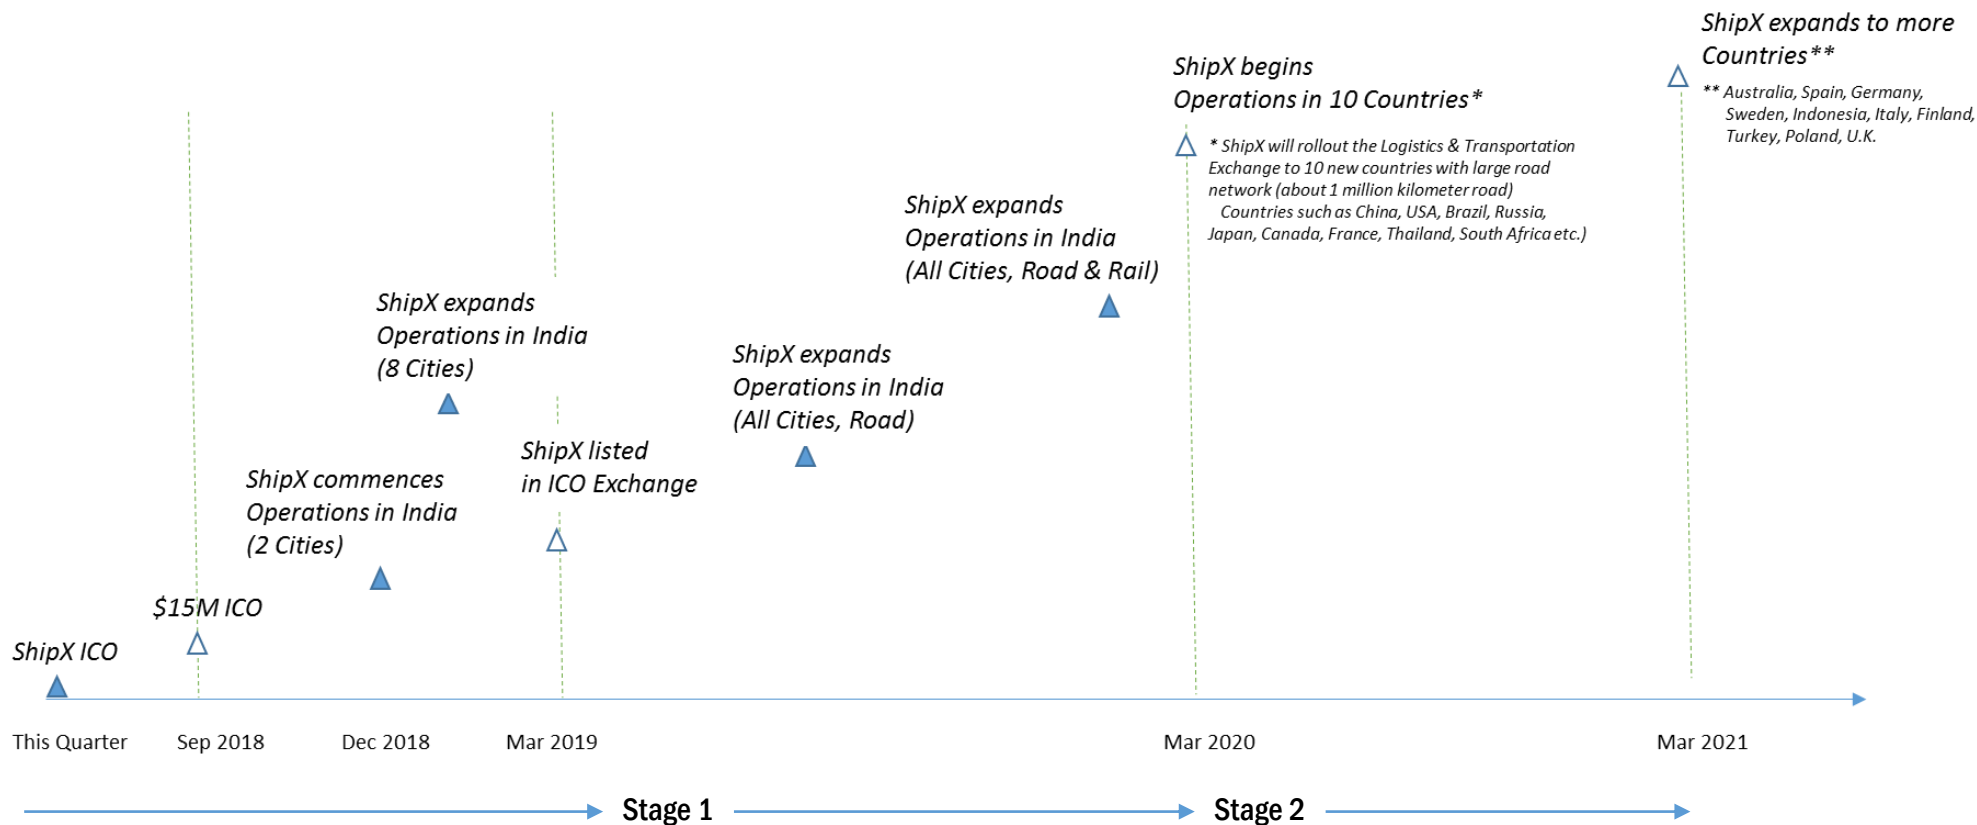 ShipX expands to more
Countries**
** Australia, Spain, Germany,
Sweden, Indonesia, Italy, Finland,
Turkey, Poland, U.K.
ShipX begins
Operations in 10 Countries*
* ShipX will rollout the Logistics & Transportation
Exchange to 10 new countries with large road
network (about 1 million kilometer road)
Countries such as China, USA, Brazil, Russia,
Japan, Canada, France, Thailand, South Africa etc.)
ShipX expands
Operations in India
(All Cities, Road & Rail)
ShipX expands
Operations in India
(8 Cities)
ShipX expands
Operations in India
(All Cities, Road)
ShipX listed
in ICO Exchange
ShipX commences
Operations in India
(2 Cities)
$15M ICO
ShipX ICO
This Quarter
Sep 2018
Dec 2018
Mar 2019
Mar 2020
Mar 2021
Stage 1
Stage 2